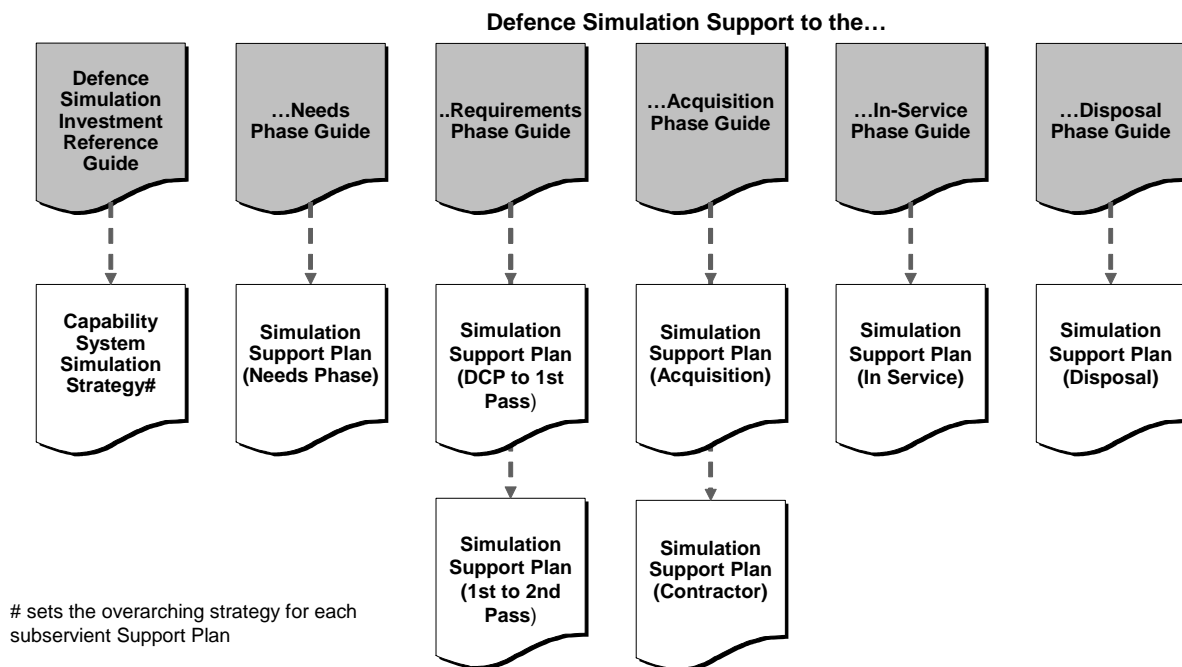 Defence Simulation Support to the…
Defence
Simulation
Investment
Reference
Guide
…Needs
Phase Guide
..Requirements
Phase Guide
…Acquisition
Phase Guide
…In-Service
Phase Guide
…Disposal
Phase Guide
Capability
System
Simulation
Strategy#
Simulation
Support Plan
(Needs Phase)
Simulation
Support Plan
(DCP to 1st
Pass)
Simulation
Support Plan
(Acquisition)
Simulation
Support Plan
(In Service)
Simulation
Support Plan
(Disposal)
Simulation
Support Plan
(1st to 2nd
Pass)
Simulation
Support Plan
(Contractor)
# sets the overarching strategy for each
subservient Support Plan